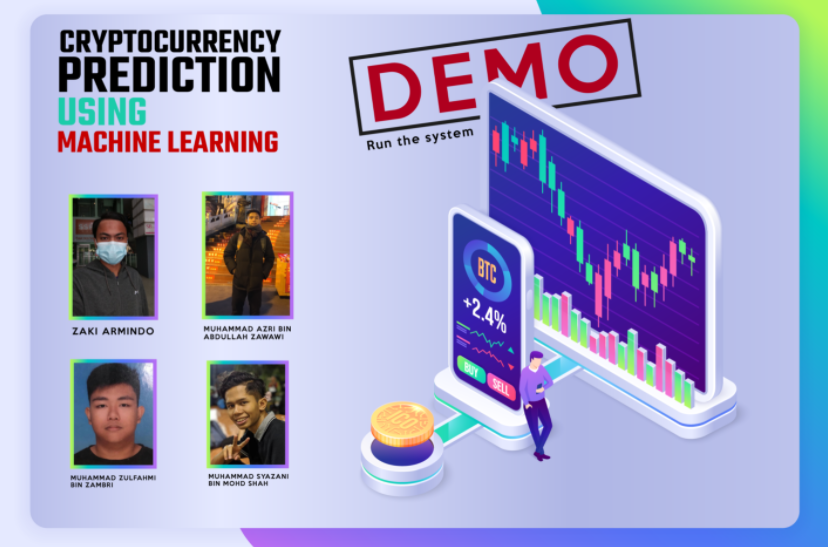 CRYPTOCURRENCY
PREDICTION
USING
MACHINE LEARNING
DEMO
Run the system
ZAKI ARMINDO
MUHAMMAD AZRI BIN
ABDULLAH ZAWAWI
MUHAMMAD ZULFAHMI
BIN ZAMBRI
MUHAMMAD SYAZANI
BIN MOHD SHAH
BTC
+2.4%
BUY
SELL
ICO